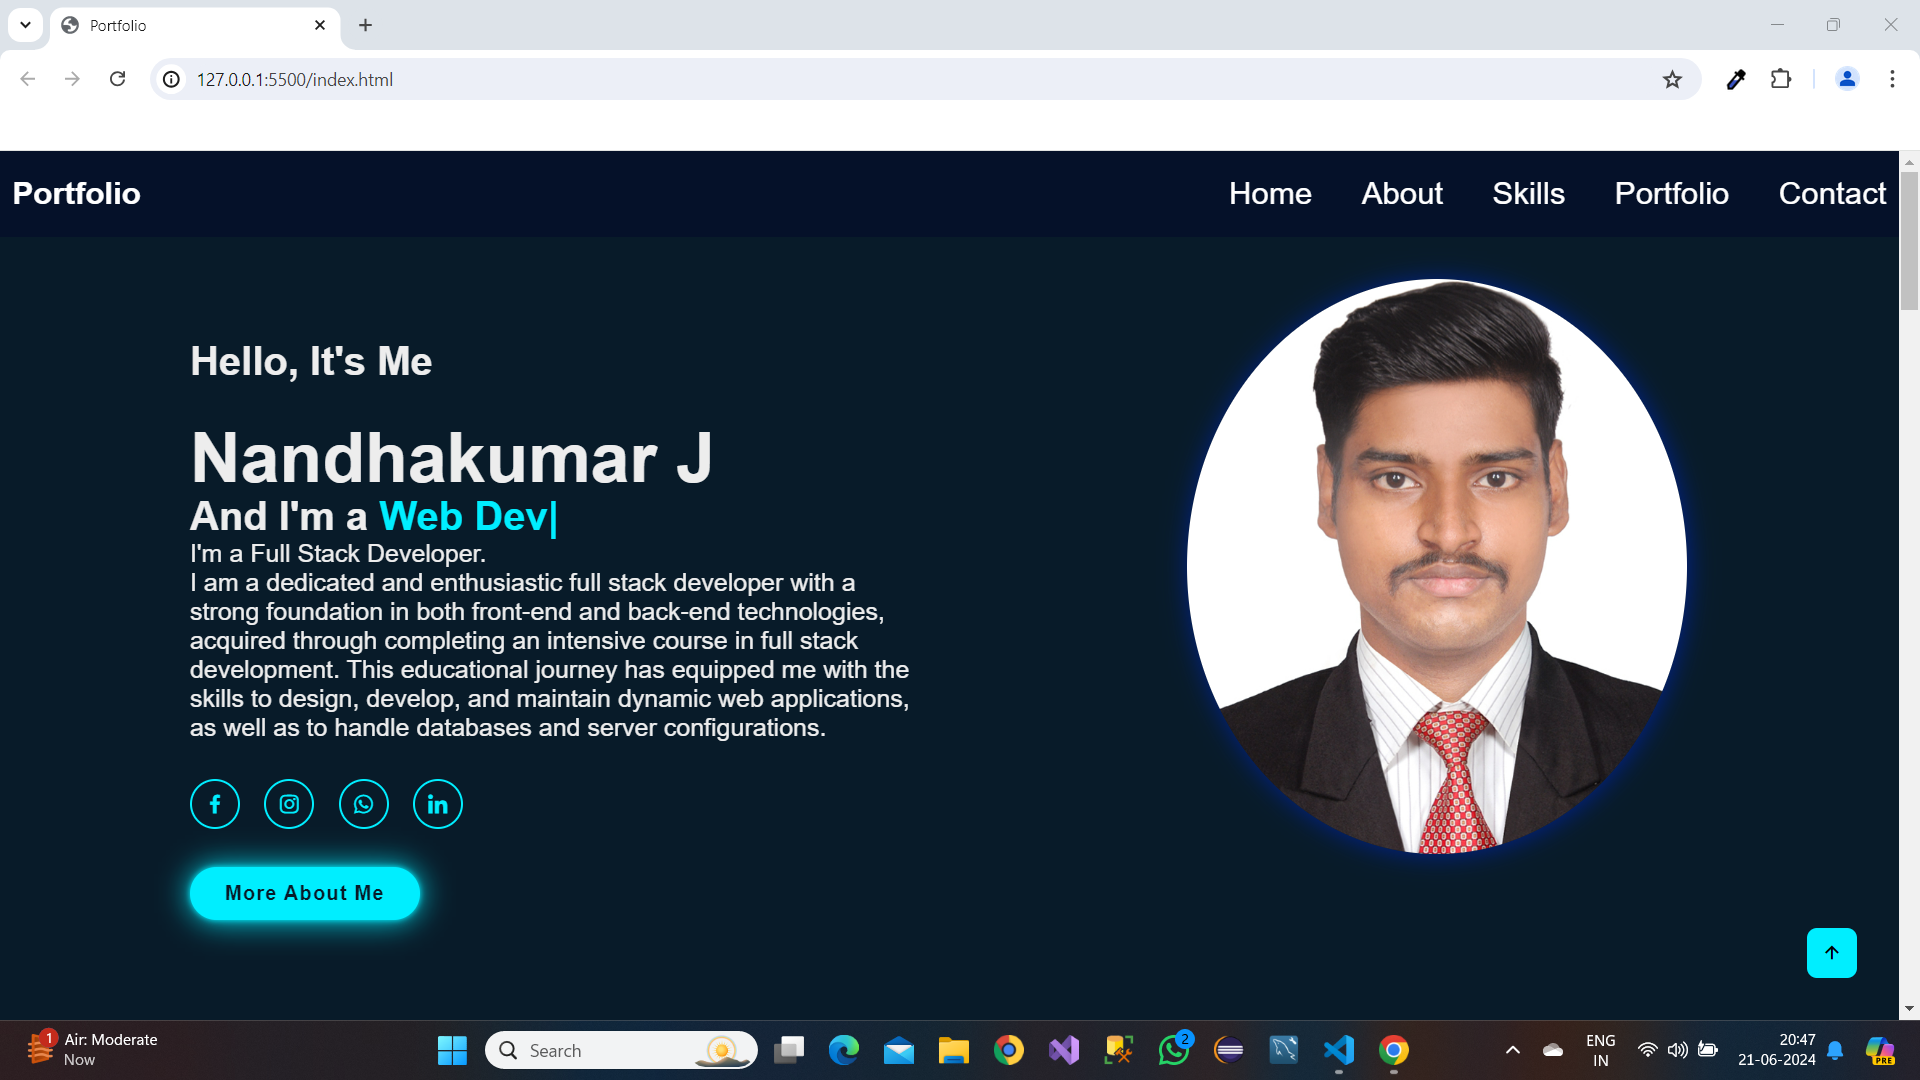 Portfolio
127.0.0.1:5500/index.html
Portfolio
Home About Skills Portfolio Contact
Hello, It's Me
Nandhakumar J
And I'm a Web Dev|
I'm a Full Stack Developer.
I am a dedicated and enthusiastic full stack developer with a
strong foundation in both front-end and back-end technologies,
acquired through completing an intensive course in full stack
development. This educational journey has equipped me with the
skills to design, develop, and maintain dynamic web applications,
as well as to handle databases and server configurations.
More About Me
1
Air: Moderate
Now
Search
2
ENG
IN
20:47
21-06-2024
PRE